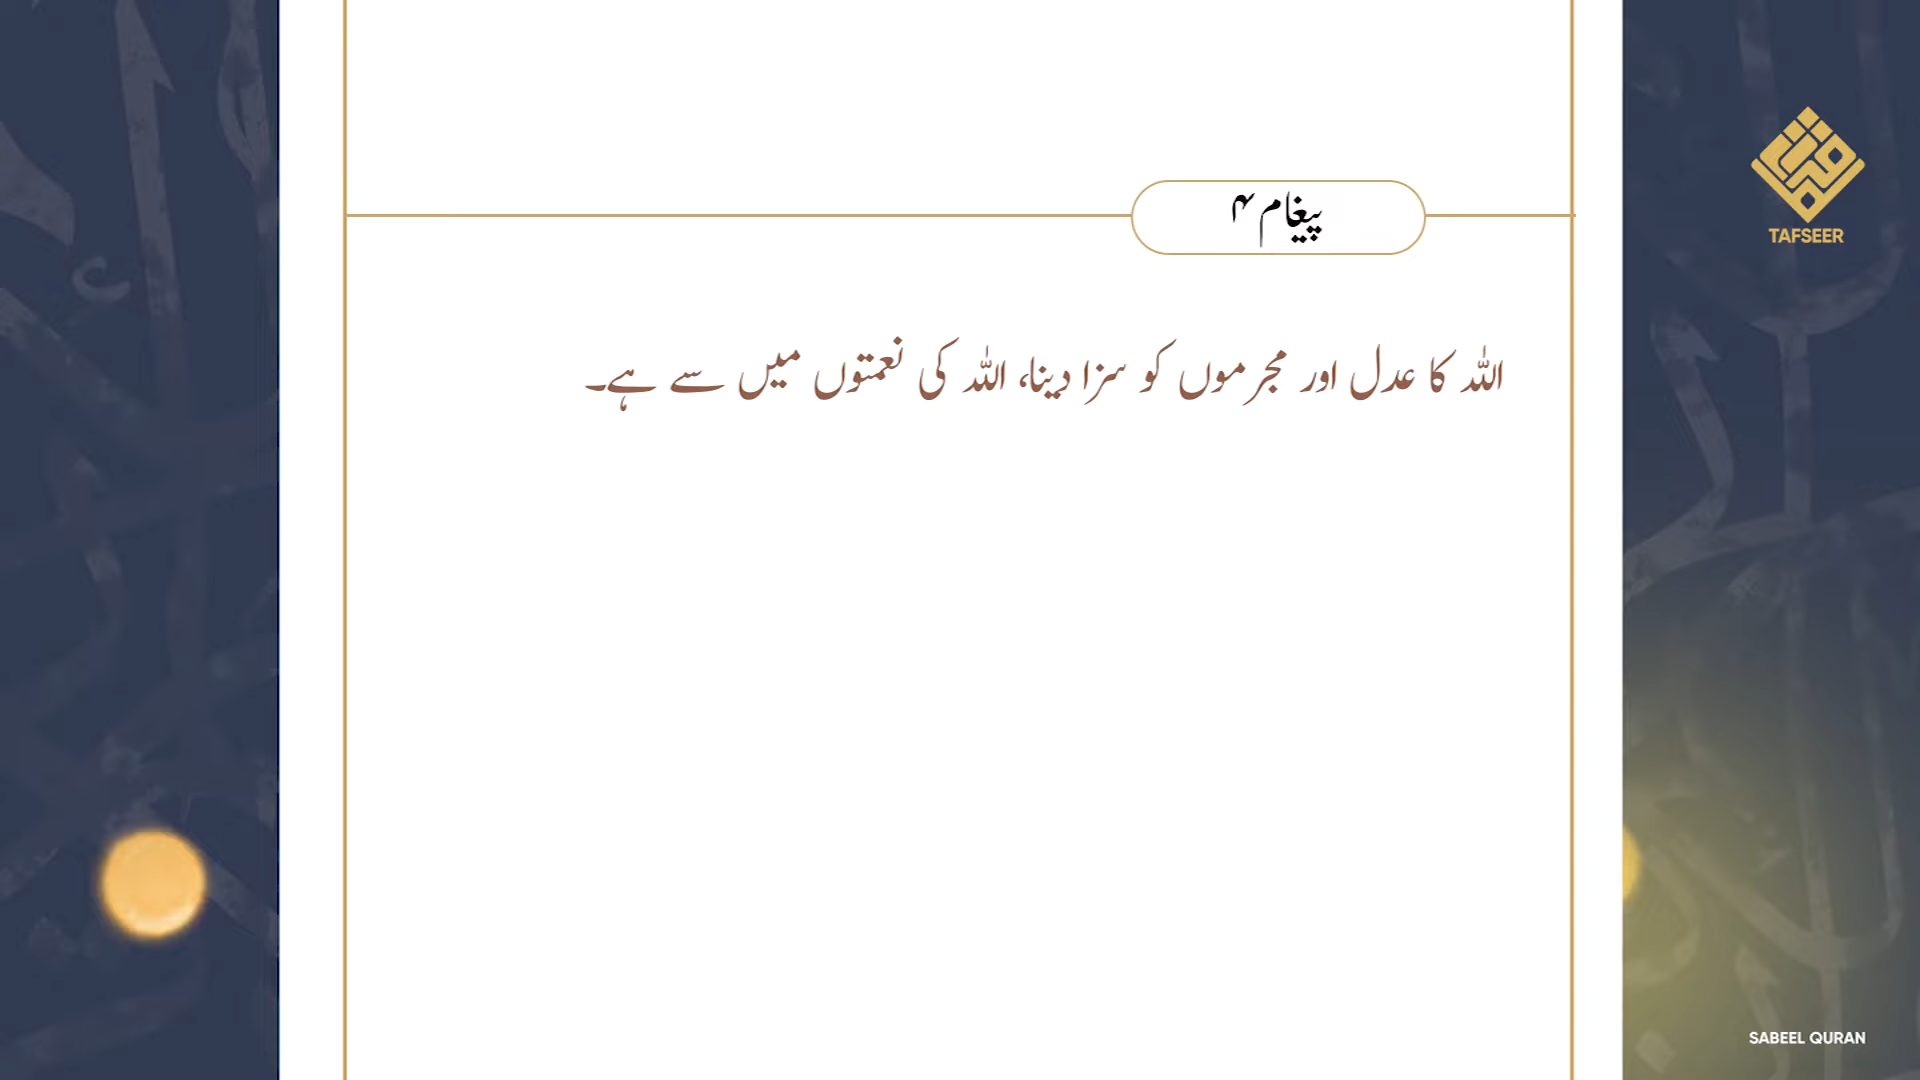 پیغام ۴
اللہ کا عدل اور مجرموں کو سزا دینا، اللہ کی نعمتوں میں سے ہے۔
TAFSEER
SABEEL QURAN